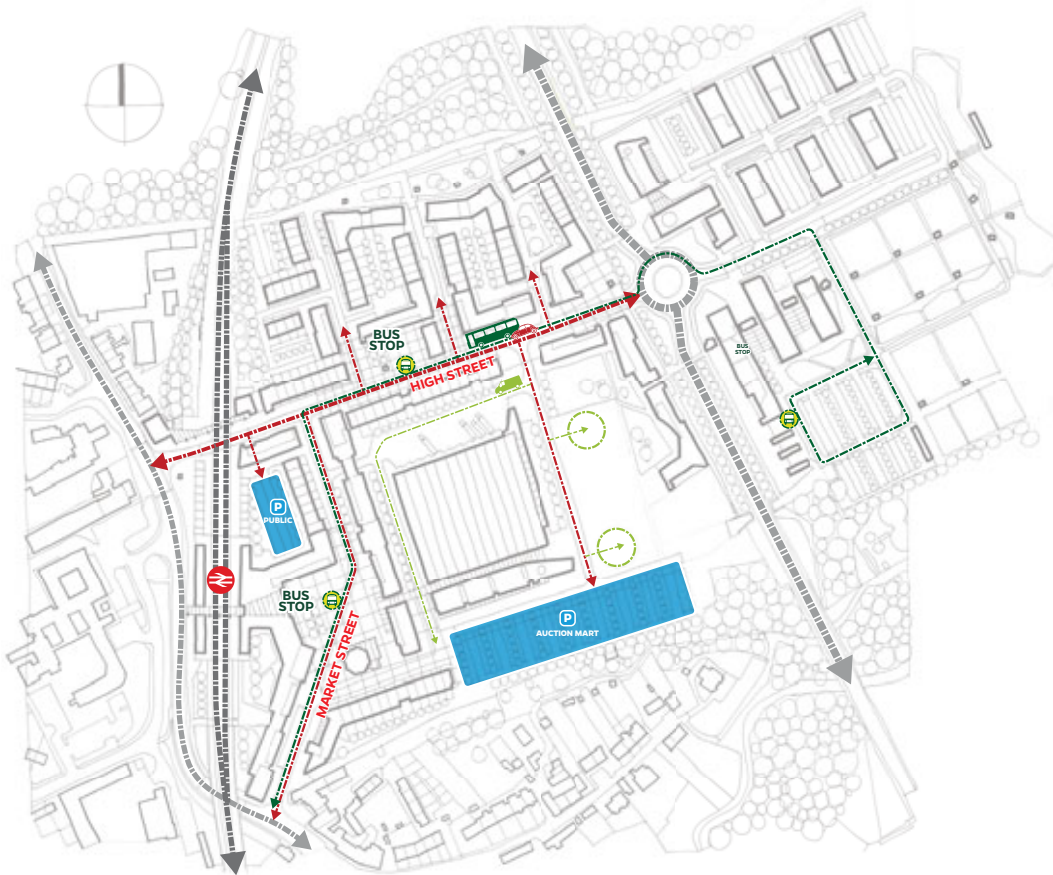 BUS
STOP
HIGH STREET
BUS
STOP
P
PUBLIC
BUS
STOP
MARKET STREET
P
AUCTION MART